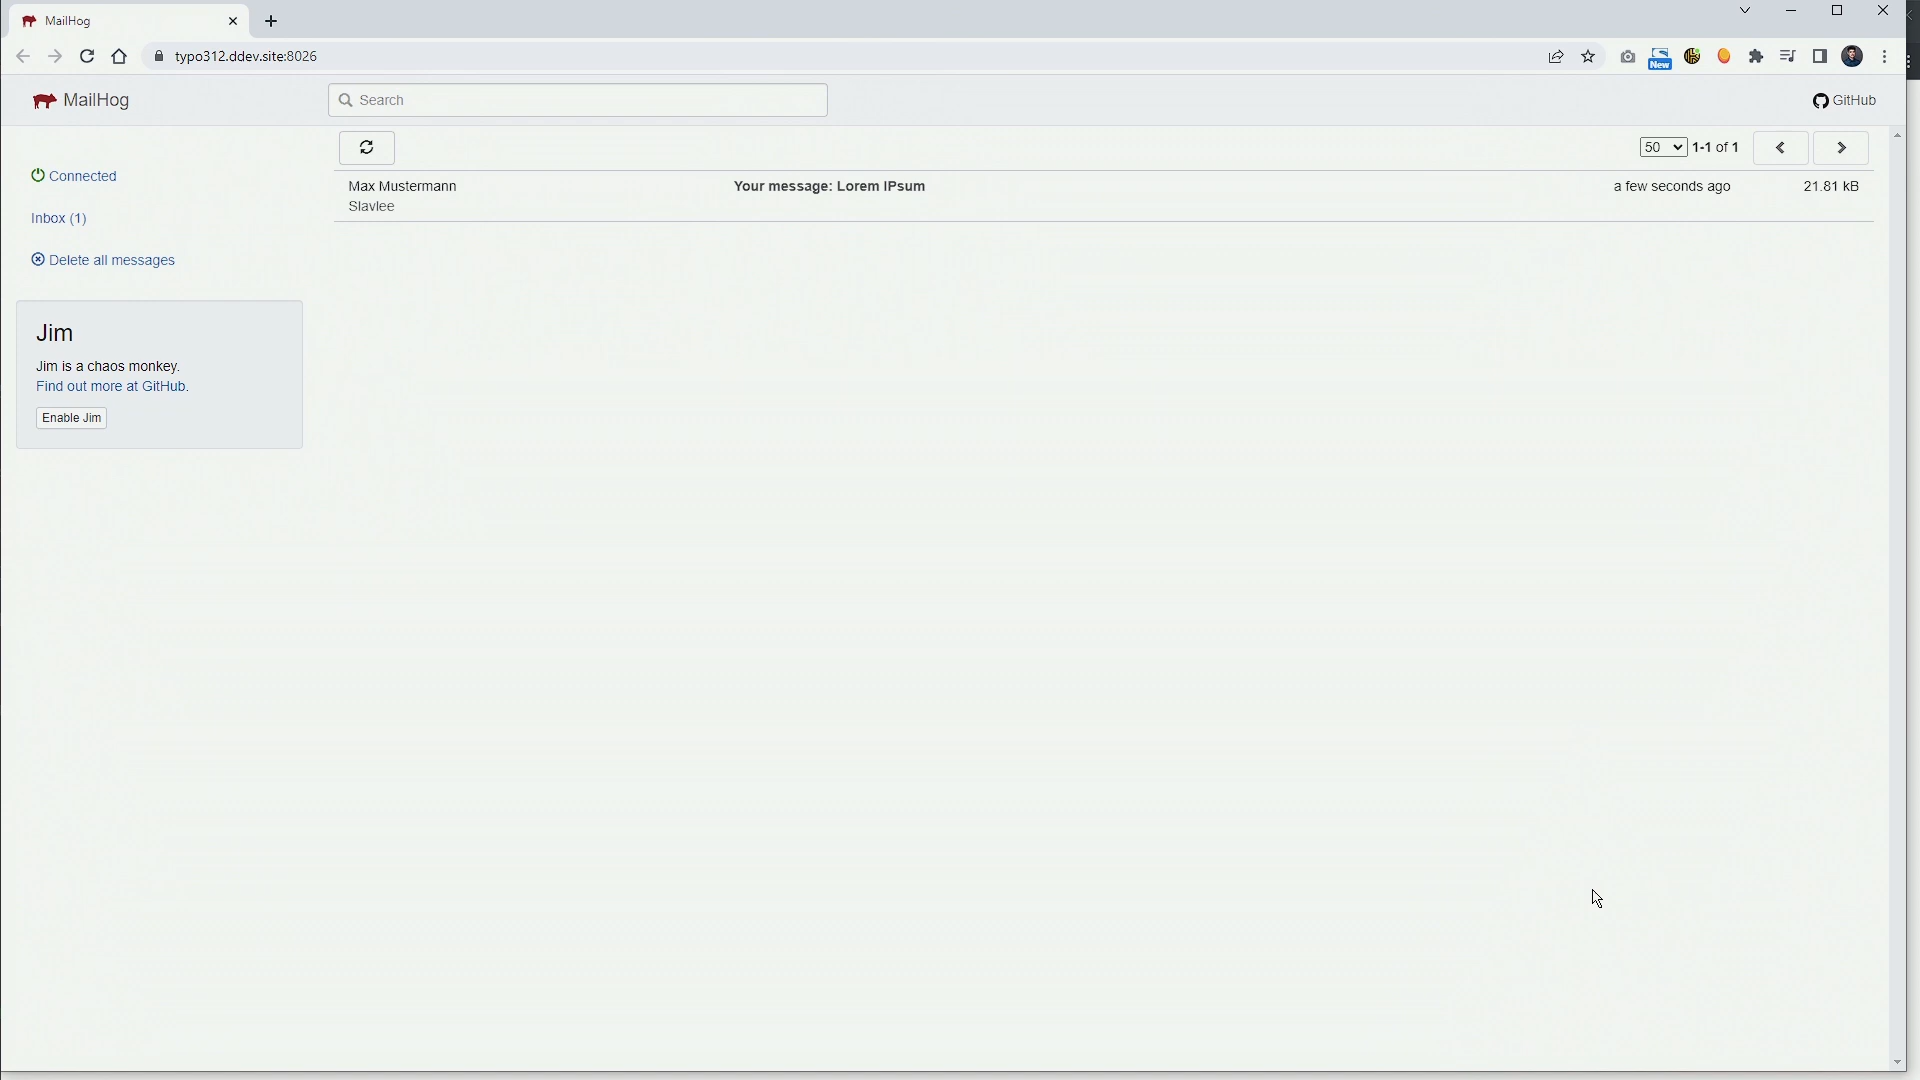 MailHog
typo312.ddev.site:8026
New
MailHog
Search
GitHub
50 1-1 of 1
Connected
Inbox (1)
Delete all messages
Max Mustermann
Slavlee
Your message: Lorem IPsum
a few seconds ago
21.81 kB
Jim
Jim is a chaos monkey.
Find out more at GitHub.
Enable Jim